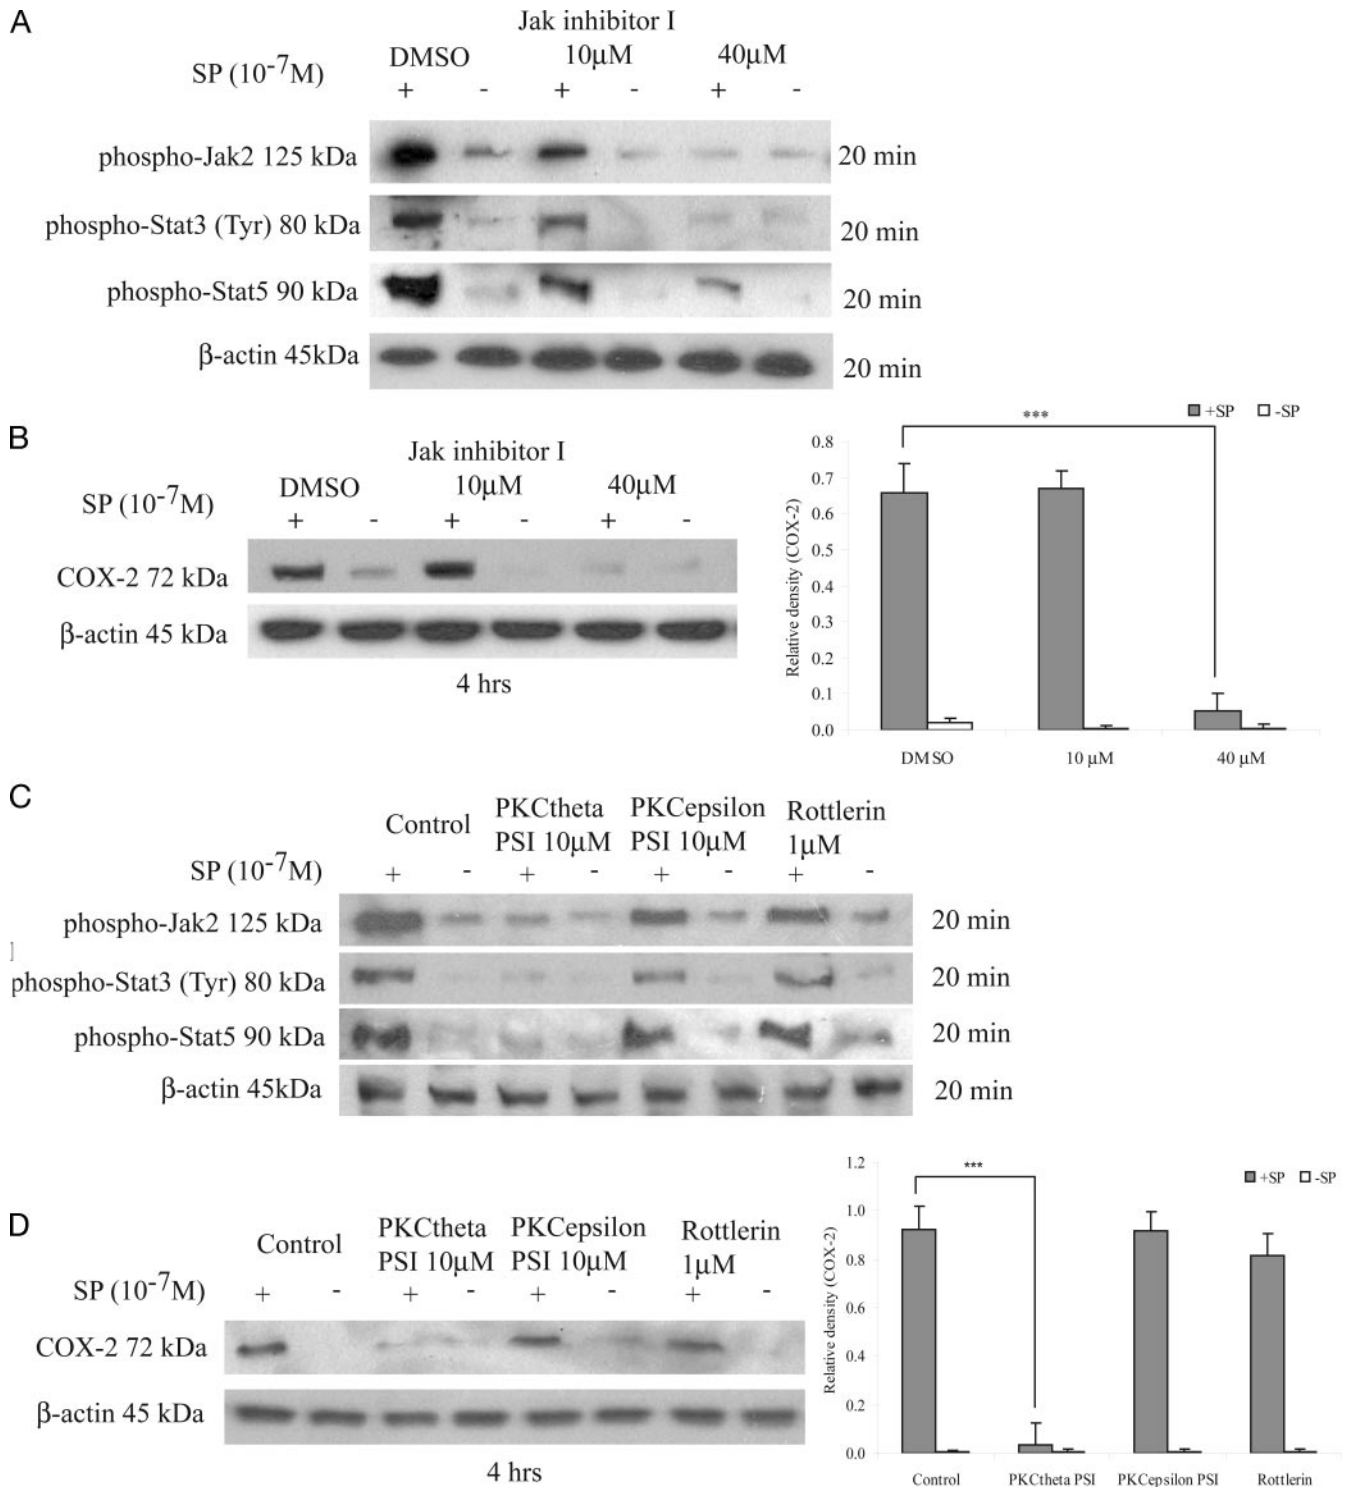 A
Jak inhibitor I
DMSO 10μM 40μM
SP (10-7M)
+ - + - + -
phospho-Jak2 125 kDa 20 min
phospho-Stat3 (Tyr) 80 kDa 20 min
phospho-Stat5 90 kDa 20 min
β-actin 45kDa 20 min
B
Jak inhibitor I
DMSO 10μM 40μM
SP (10-7M)
+ - + - + -
COX-2 72 kDa
β-actin 45 kDa
4 hrs
*** +SP -SP
Relative density (COX-2)
0.8
0.7
0.6
0.5
0.4
0.3
0.2
0.1
0.0
DMSO 10 μM 40 μM
C
Control PKCtheta PKCepsilon Rottlerin
PSI 10μM PSI 10μM 1μM
SP (10-7M) + - + - + - + -
phospho-Jak2 125 kDa 20 min
phospho-Stat3 (Tyr) 80 kDa 20 min
phospho-Stat5 90 kDa 20 min
β-actin 45kDa 20 min
D
Control PKCtheta PKCepsilon Rottlerin
PSI 10μM PSI 10μM 1μM
SP (10-7M) + - + - + - + -
COX-2 72 kDa
β-actin 45 kDa
4 hrs
*** +SP -SP
Relative density (COX-2)
1.2
1.0
0.8
0.6
0.4
0.2
0.0
Control PKCtheta PSI PKCepsilon PSI Rottlerin